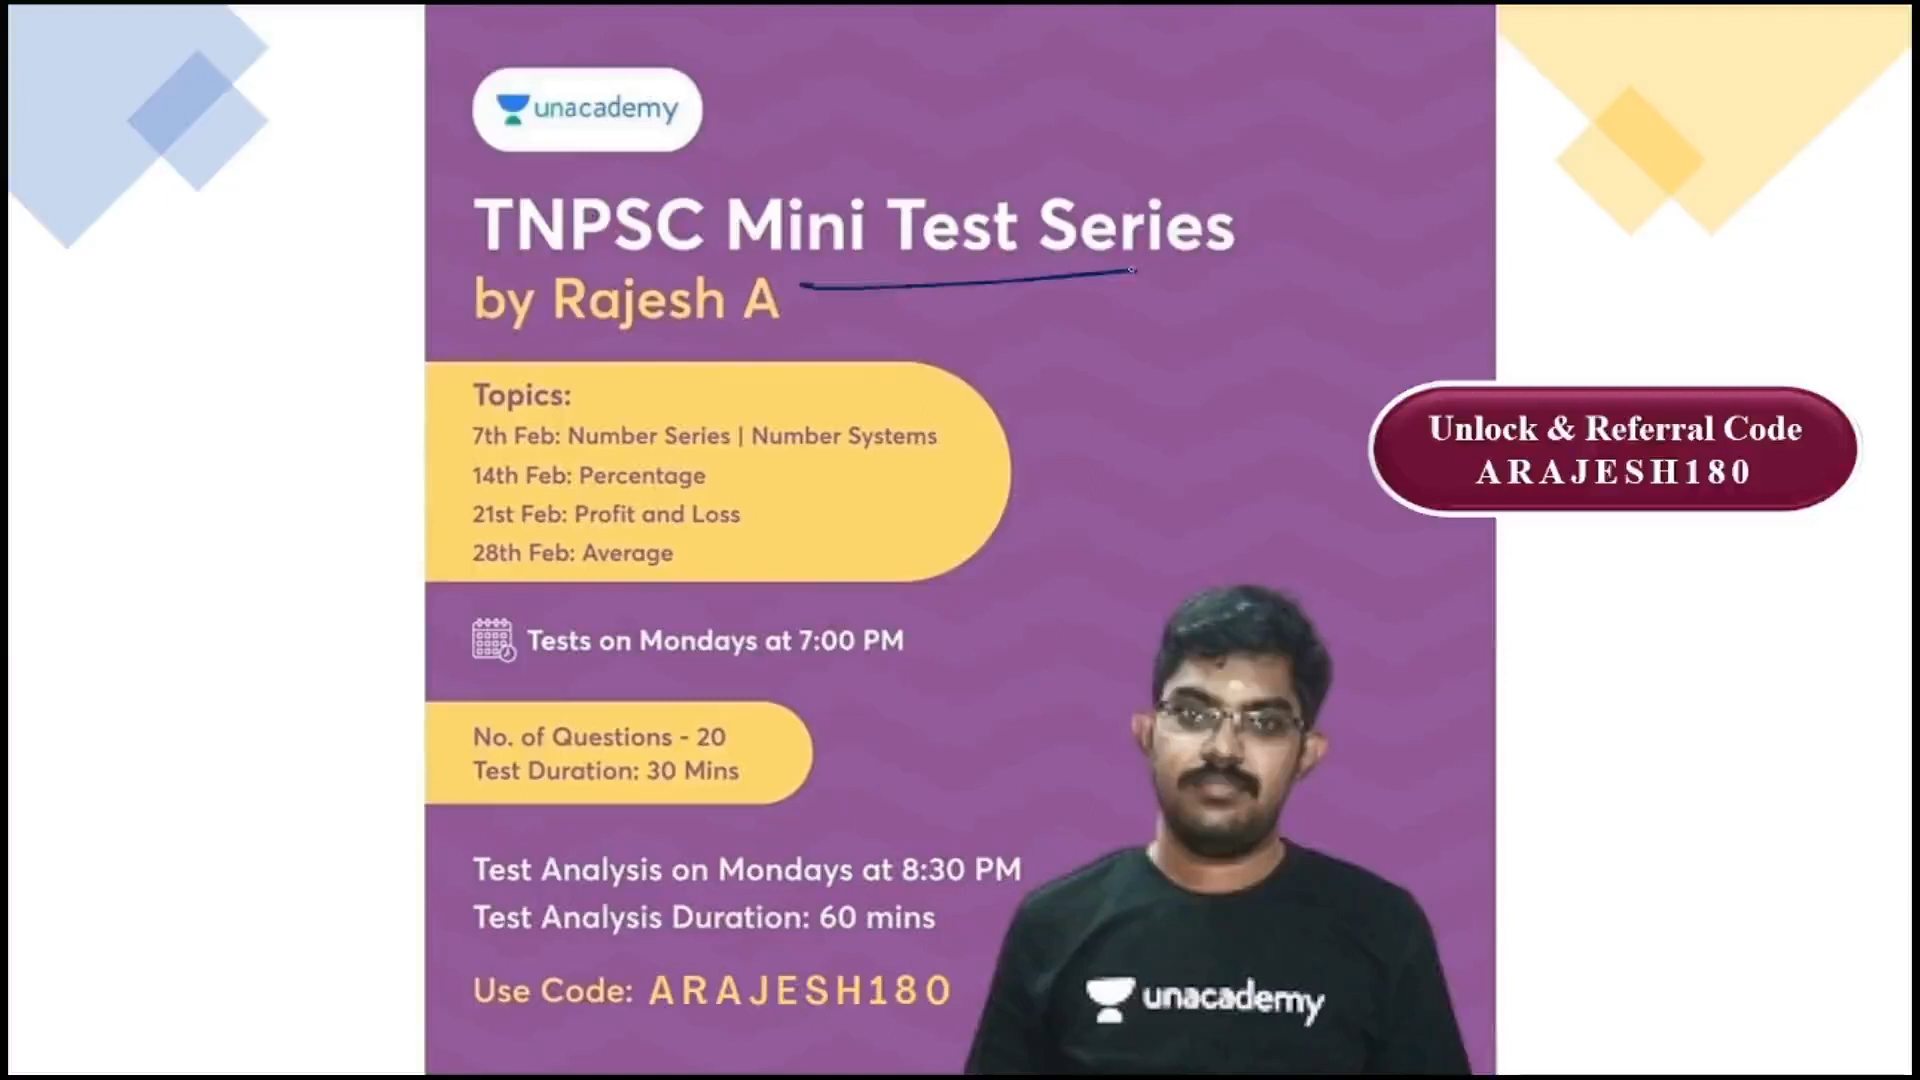 unacademy
TNPSC Mini Test Series
by Rajesh A
Topics:
7th Feb: Number Series | Number Systems
14th Feb: Percentage
21st Feb: Profit and Loss
28th Feb: Average
Unlock & Referral Code
ARAJESH180
Tests on Mondays at 7:00 PM
No. of Questions - 20
Test Duration: 30 Mins
Test Analysis on Mondays at 8:30 PM
Test Analysis Duration: 60 mins
Use Code: ARAJESH180
unacademy